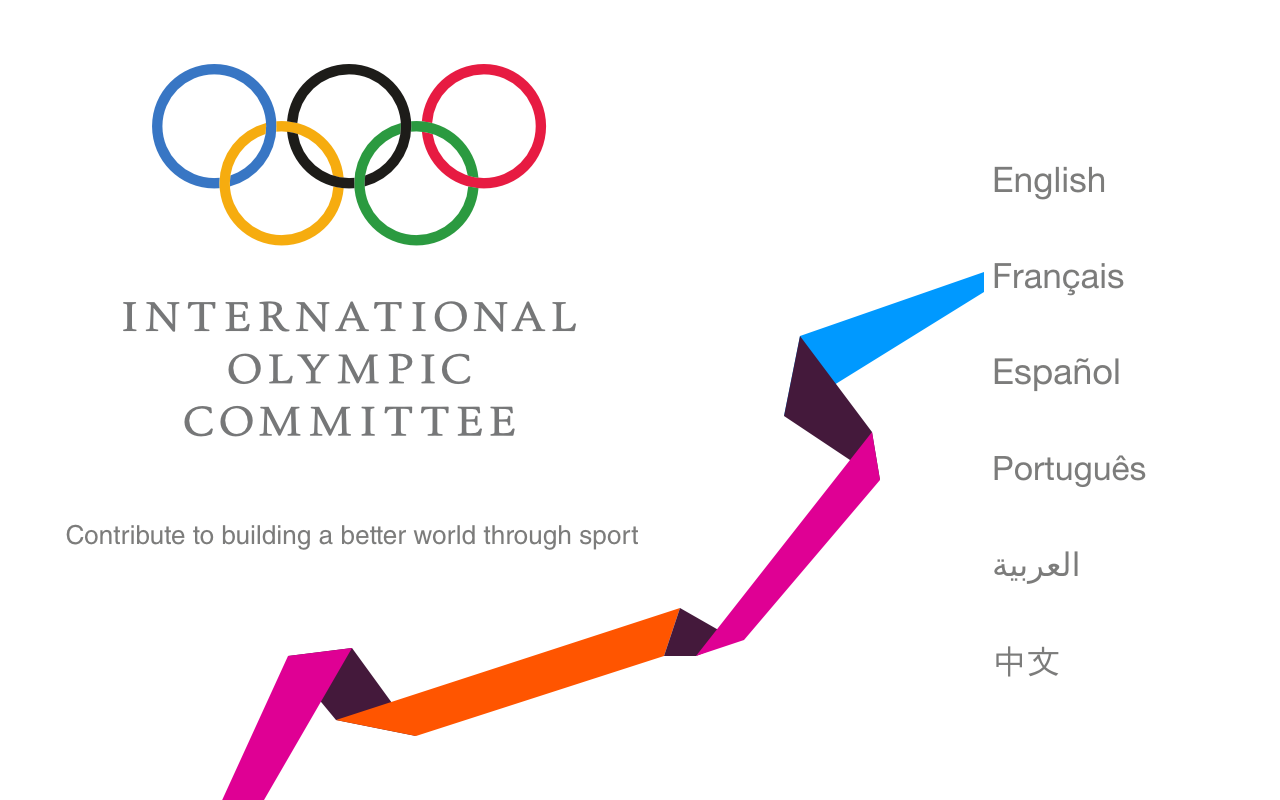 INTERNATIONAL
OLYMPIC
COMMITTEE
Contribute to building a better world through sport
English
Français
Español
Português
العربية
中文